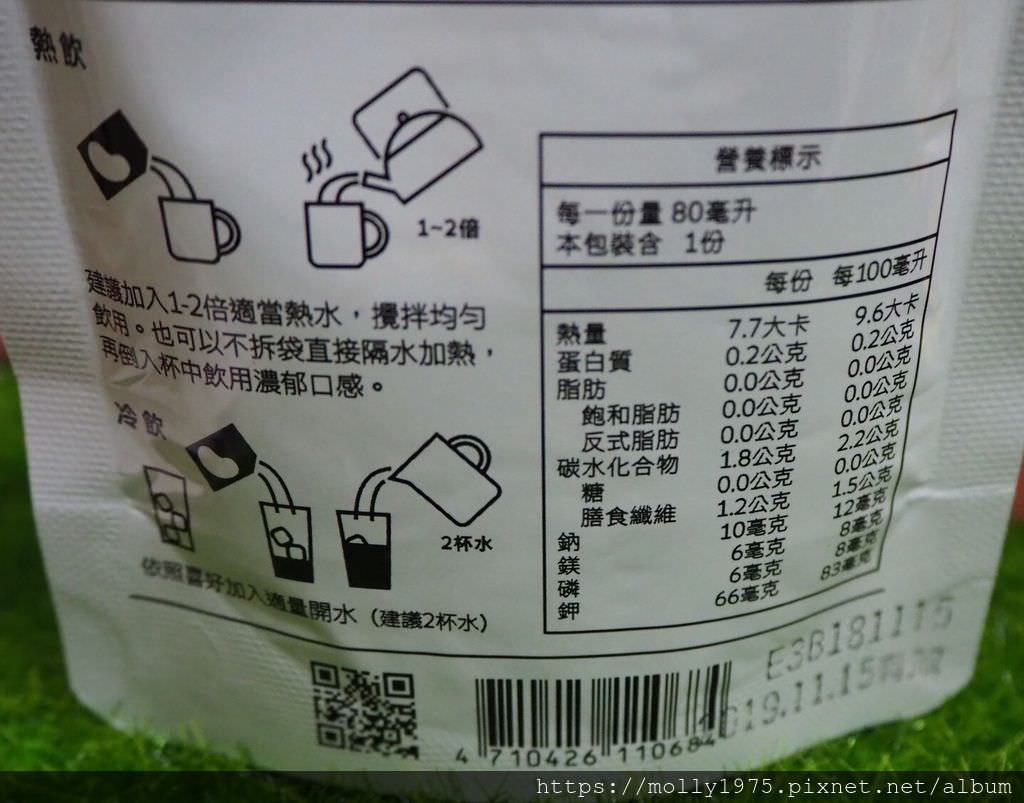 熱飲
1~2倍
建議加入1-2倍適當熱水，攪拌均勻
飲用。也可以不拆袋直接隔水加熱，
再倒入杯中飲用濃郁口感。
冷飲
2杯水
依照喜好加入適量開水（建議2杯水）
營養標示
每一份量 80毫升
本包裝含 1份
每份 每100毫升
熱量 7.7大卡 9.6大卡
蛋白質 0.2公克 0.2公克
脂肪 0.0公克 0.0公克
飽和脂肪 0.0公克 0.0公克
反式脂肪 0.0公克 0.0公克
碳水化合物 1.8公克 2.2公克
糖 0.0公克 0.0公克
膳食纖維 1.2公克 1.5公克
鈉 10毫克 12毫克
鎂 6毫克 8毫克
磷 6毫克 8毫克
鉀 66毫克 83毫克
E3B181115
2019.11.15
4 710426 110684
https://molly1975.pixnet.net/album